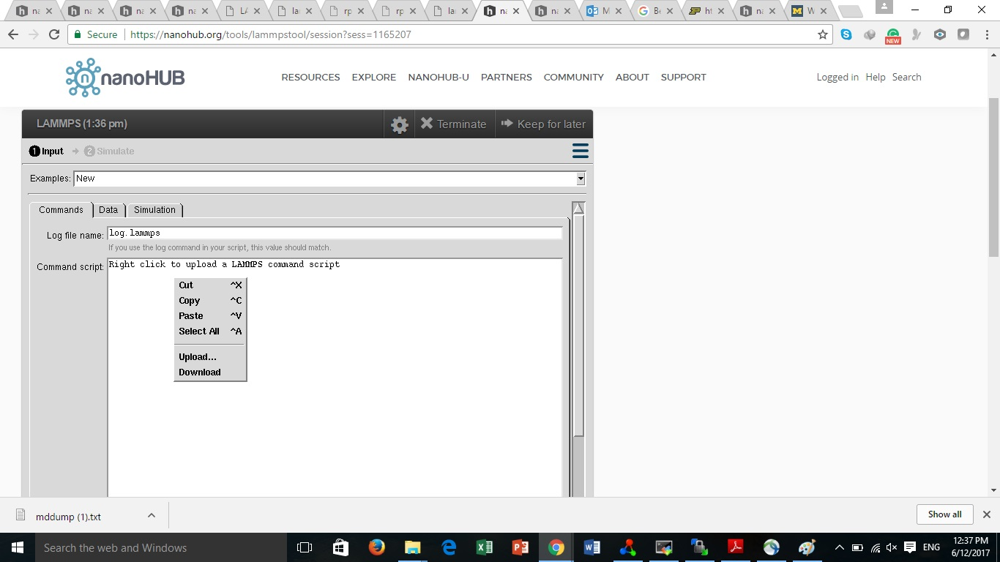 na na na na LA la rp rp la na na M G Be ht na W
Secure https://nanohub.org/tools/lammpstool/session?sess=1165207
NEW
nanoHUB RESOURCES EXPLORE NANOHUB-U PARTNERS COMMUNITY ABOUT SUPPORT Logged in Help Search
LAMMPS (1:36 pm) Terminate Keep for later
1 Input 2 Simulate
Examples: New
Commands Data Simulation
Log file name: log.lammps
If you use the log command in your script, this value should match.
Command script: Right click to upload a LAMMPS command script
Cut ^X
Copy ^C
Paste ^V
Select All ^A
Upload...
Download
mddump (1).txt Show all
Search the web and Windows ENG 12:37 PM
6/12/2017